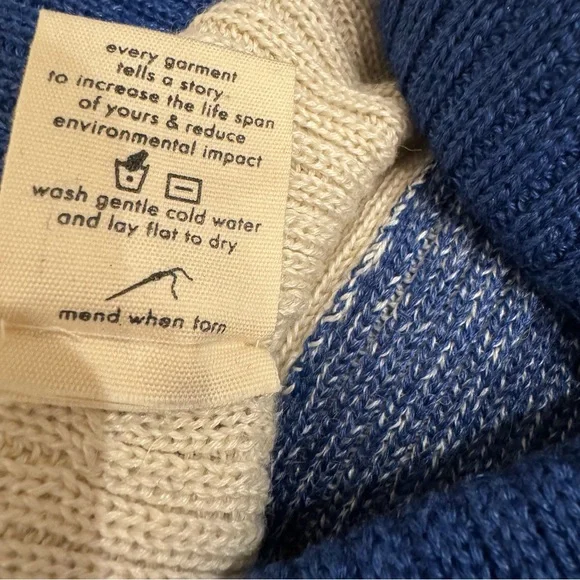 every garment
tells a story.
to increase the life span
of yours & reduce
environmental impact
wash gentle cold water
and lay flat to dry
mend when torn